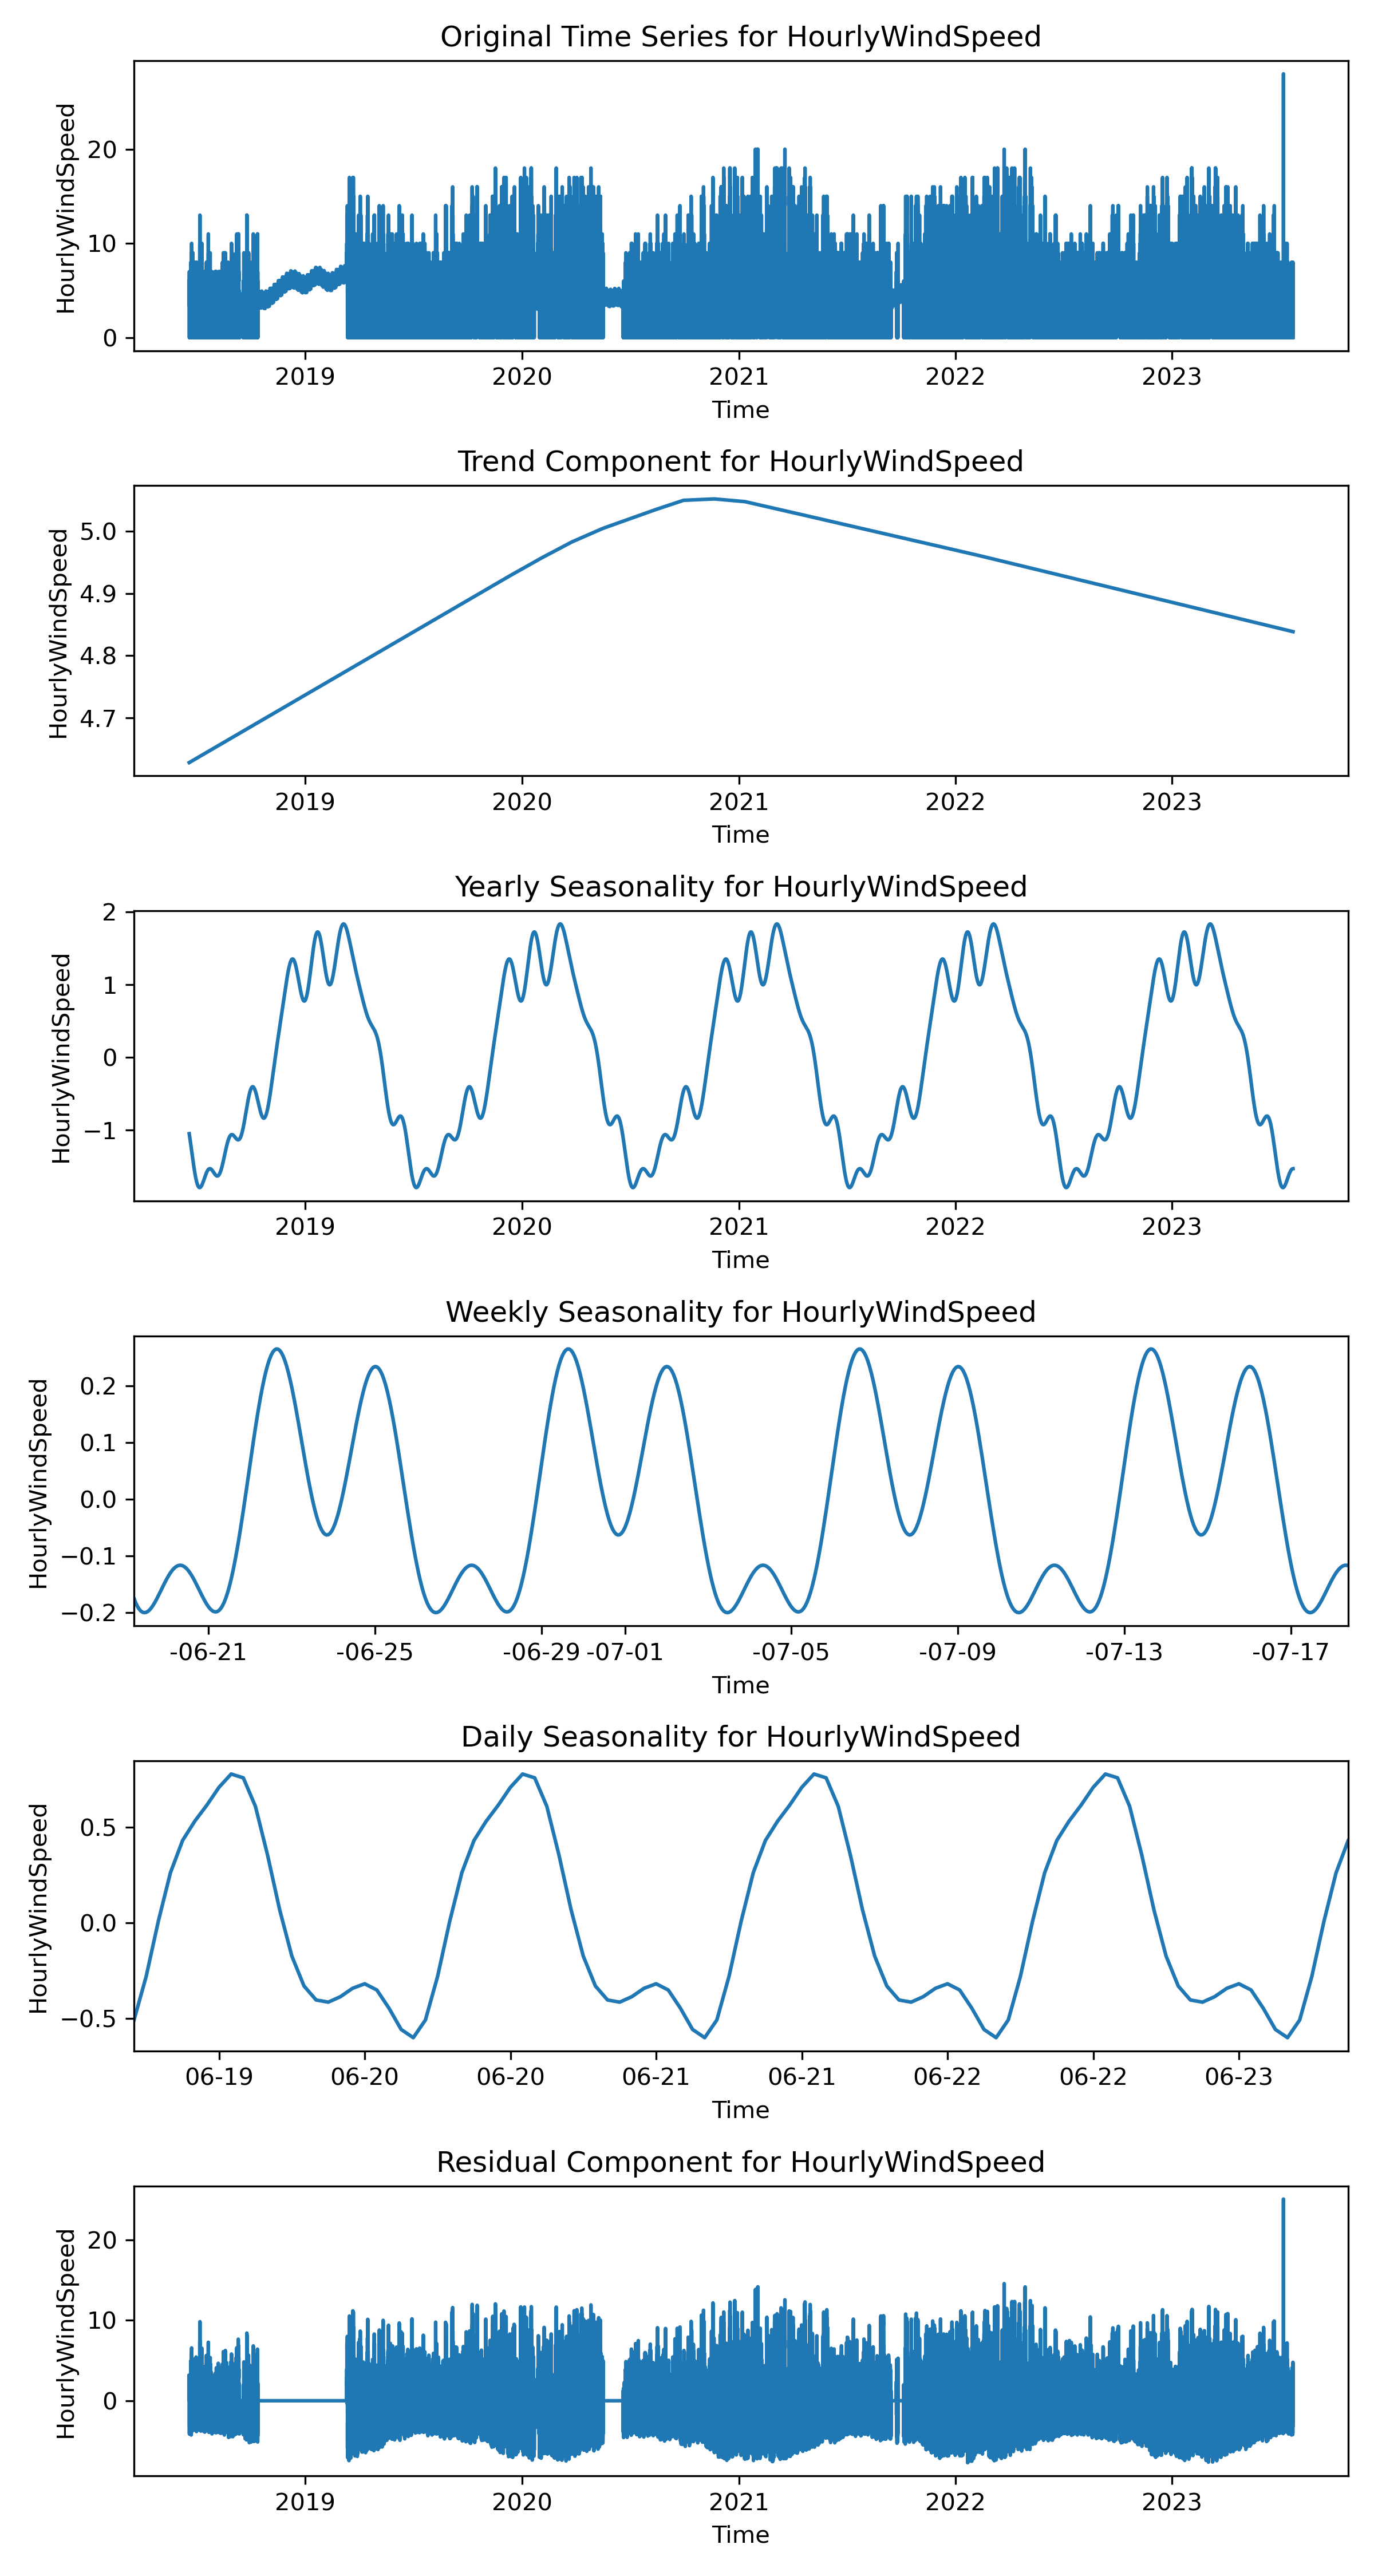 Original Time Series for HourlyWindSpeed
HourlyWindSpeed
20
10
0
2019 2020 2021 2022 2023
Time
Trend Component for HourlyWindSpeed
HourlyWindSpeed
5.0
4.9
4.8
4.7
2019 2020 2021 2022 2023
Time
Yearly Seasonality for HourlyWindSpeed
HourlyWindSpeed
2
1
0
−1
2019 2020 2021 2022 2023
Time
Weekly Seasonality for HourlyWindSpeed
HourlyWindSpeed
0.2
0.1
0.0
−0.1
−0.2
-06-21 -06-25 -06-29 -07-01 -07-05 -07-09 -07-13 -07-17
Time
Daily Seasonality for HourlyWindSpeed
HourlyWindSpeed
0.5
0.0
−0.5
06-19 06-20 06-20 06-21 06-21 06-22 06-22 06-23
Time
Residual Component for HourlyWindSpeed
HourlyWindSpeed
20
10
0
2019 2020 2021 2022 2023
Time